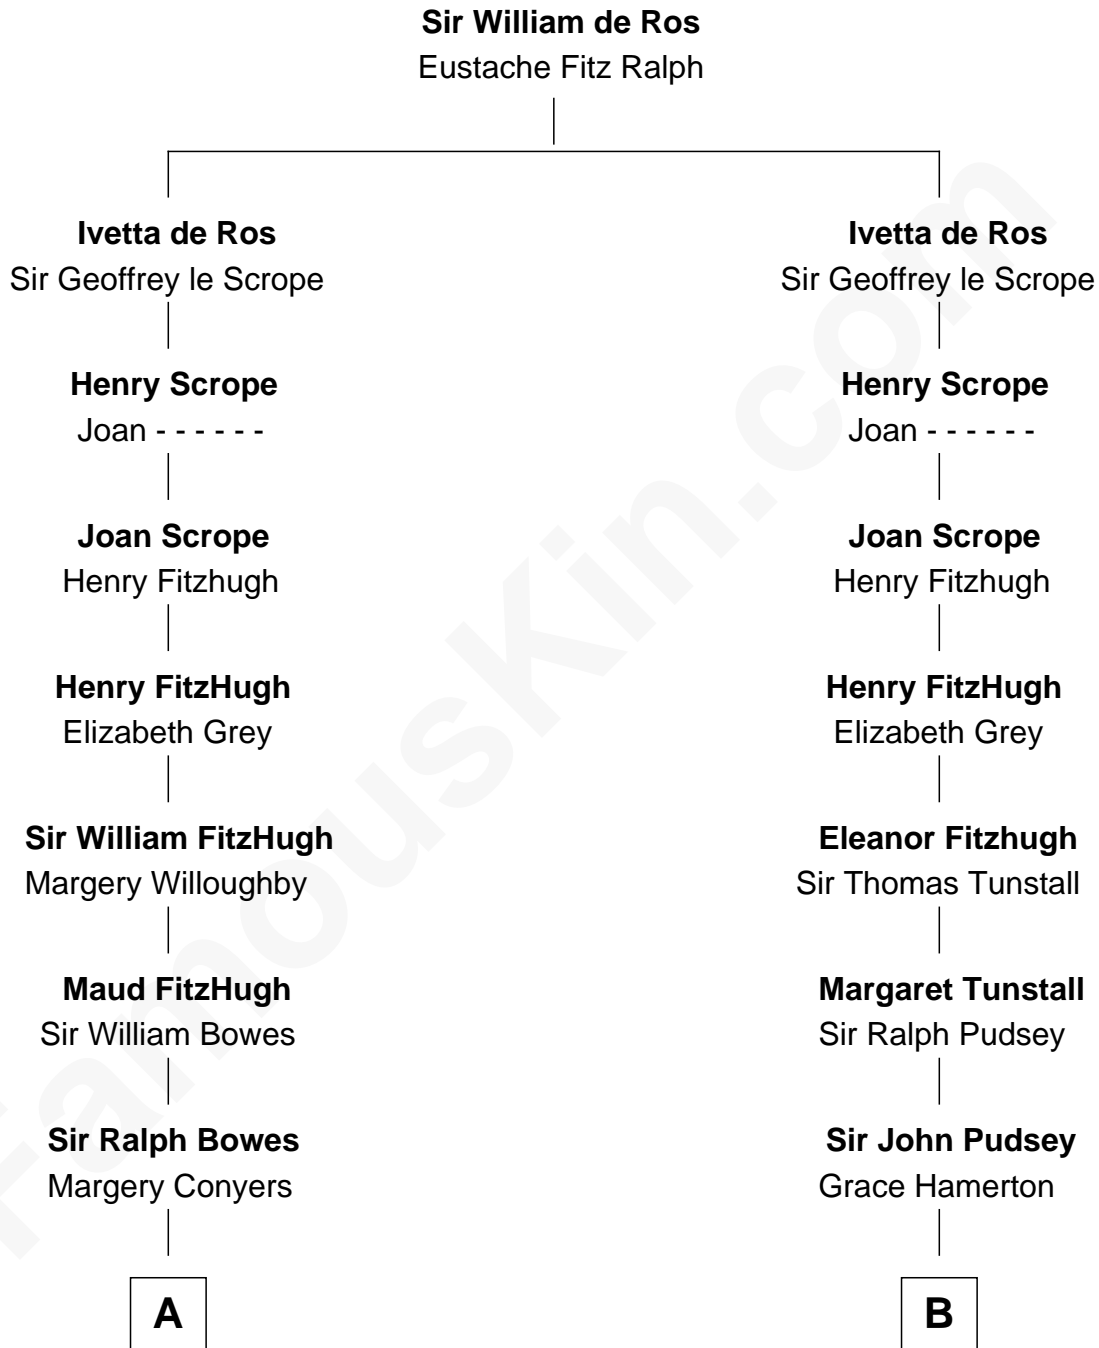 Sir William de Ros
Eustache Fitz Ralph
Ivetta de Ros
Sir Geoffrey le Scrope
Henry Scrope
Joan - - - - - -
Joan Scrope
Henry Fitzhugh
Henry FitzHugh
Elizabeth Grey
Sir William FitzHugh
Margery Willoughby
Maud FitzHugh
Sir William Bowes
Sir Ralph Bowes
Margery Conyers
A
Ivetta de Ros
Sir Geoffrey le Scrope
Henry Scrope
Joan - - - - - -
Joan Scrope
Henry Fitzhugh
Henry FitzHugh
Elizabeth Grey
Eleanor Fitzhugh
Sir Thomas Tunstall
Margaret Tunstall
Sir Ralph Pudsey
Sir John Pudsey
Grace Hamerton
B
FamousKin.com